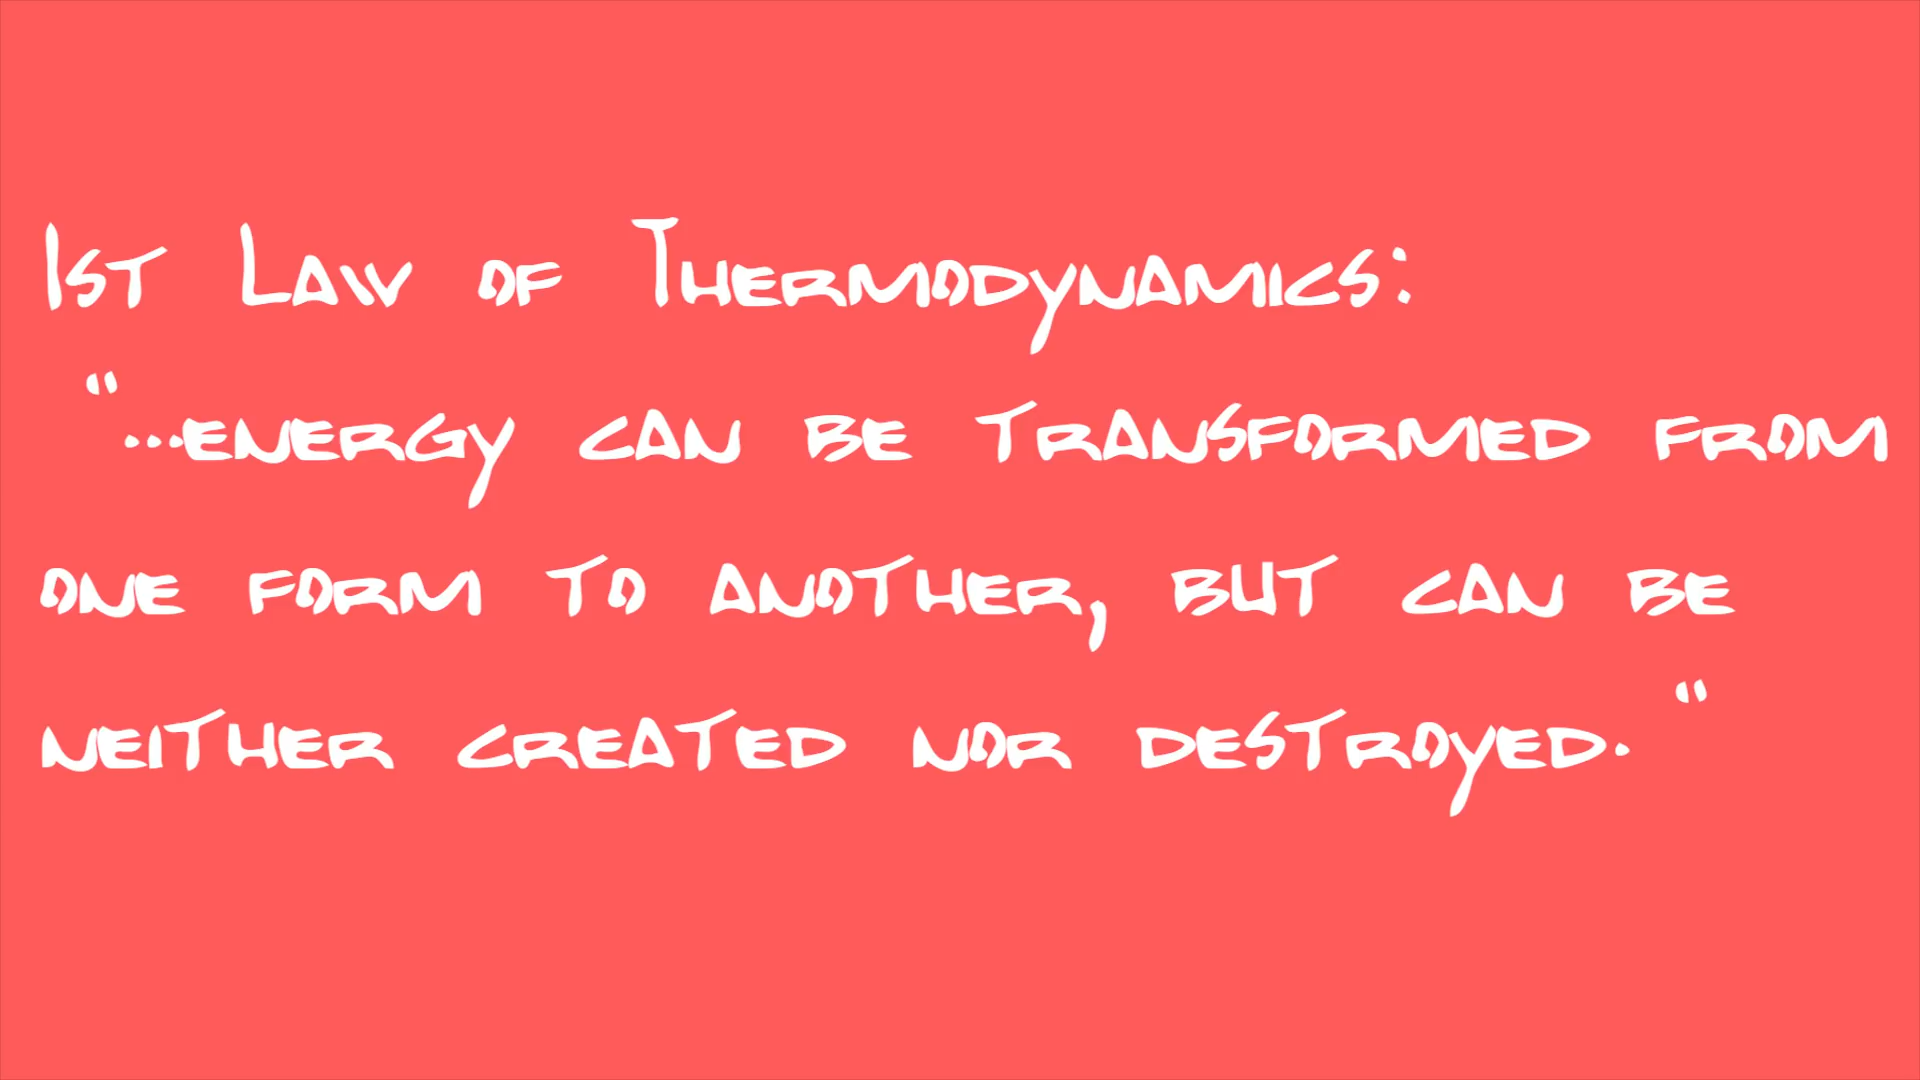 1st Law of Thermodynamics:
"...energy can be transformed from
one form to another, but can be
neither created nor destroyed."